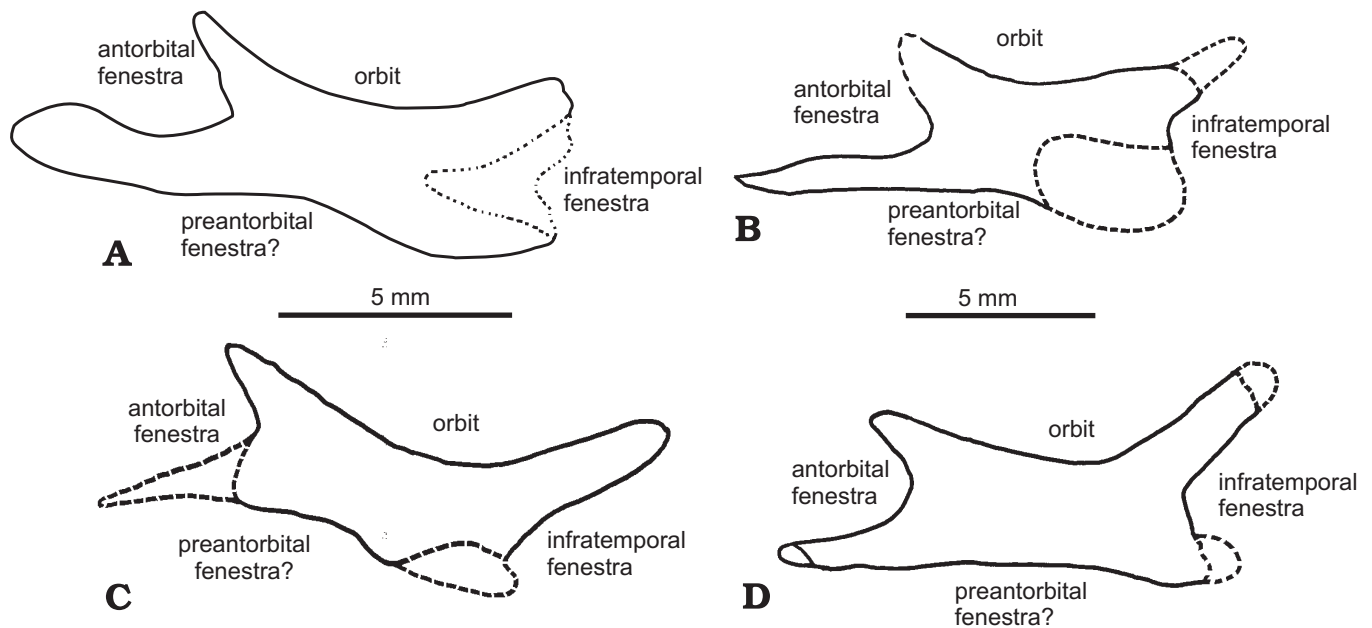 antorbital
fenestra
orbit
infratemporal
fenestra
preantorbital
fenestra?
A
orbit
antorbital
fenestra
infratemporal
fenestra
preantorbital
fenestra?
B
5 mm
5 mm
antorbital
fenestra
orbit
preantorbital
fenestra?
infratemporal
fenestra
C
orbit
antorbital
fenestra
infratemporal
fenestra
preantorbital
fenestra?
D